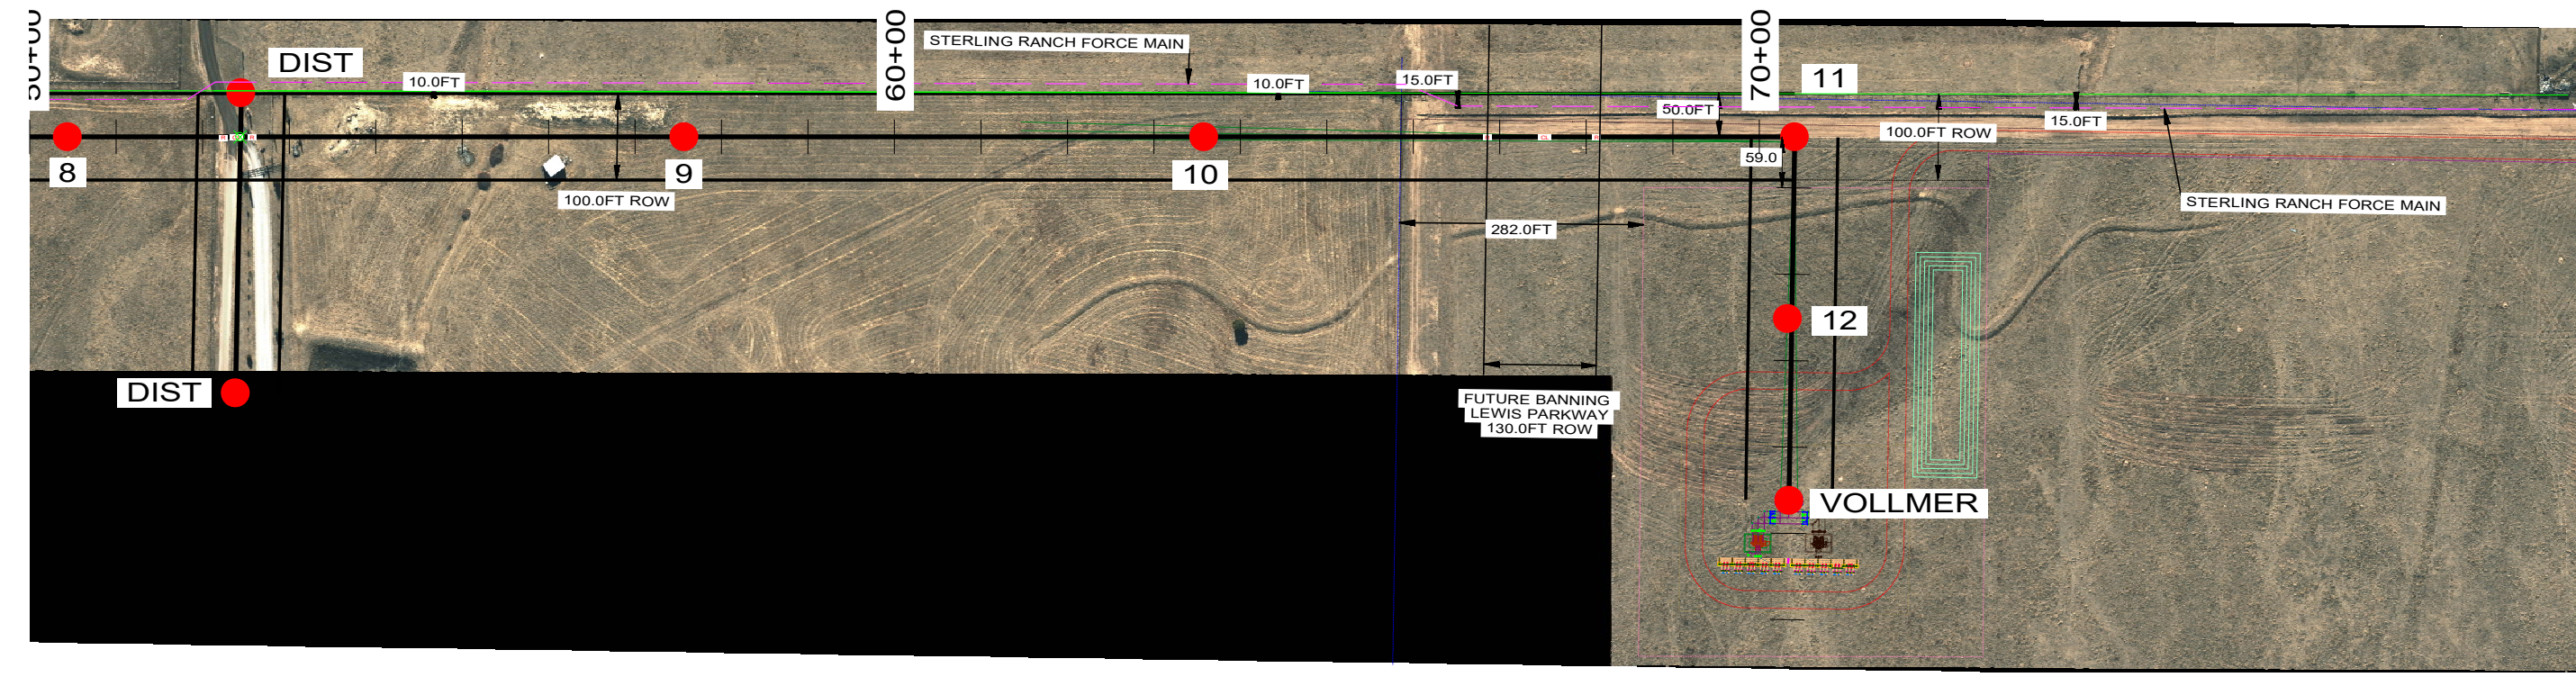 50+00
60+00
70+00
STERLING RANCH FORCE MAIN
DIST
10.0FT
10.0FT
15.0FT
11
50.0FT
100.0FT ROW
15.0FT
59.0
8
9
10
100.0FT ROW
STERLING RANCH FORCE MAIN
282.0FT
12
DIST
FUTURE BANNING
LEWIS PARKWAY
130.0FT ROW
VOLLMER